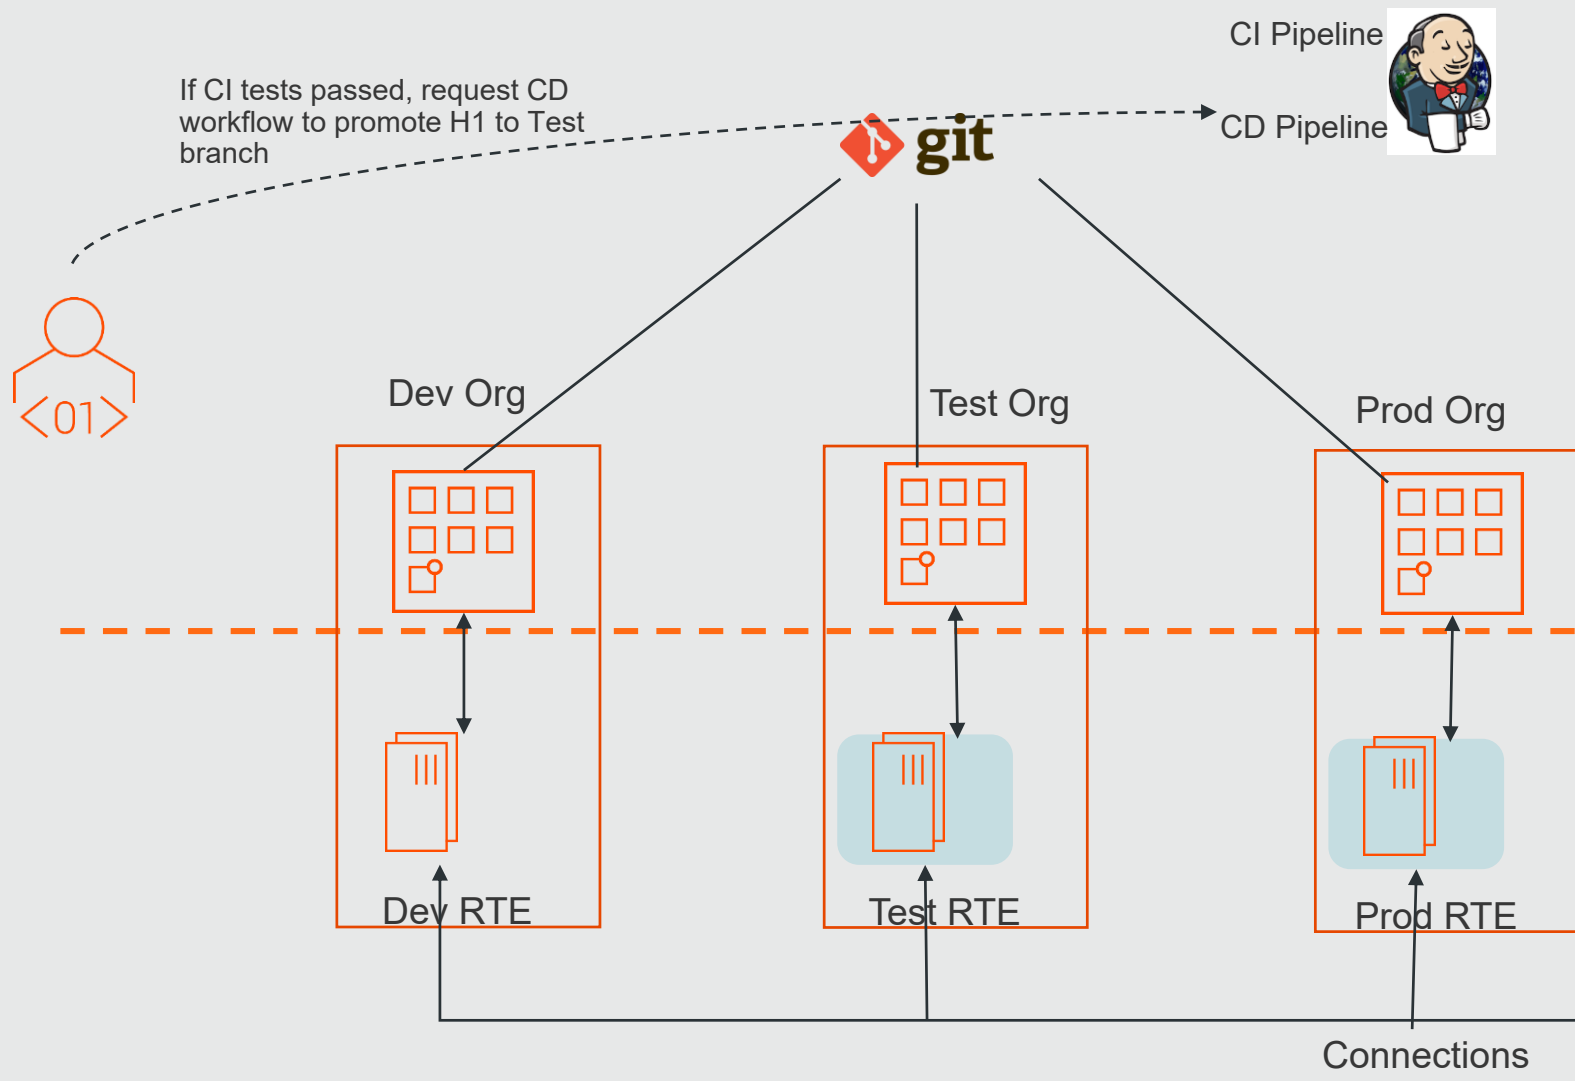 CI Pipeline
If CI tests passed, request CD
workflow to promote H1 to Test
branch
CD Pipeline
git
<01>
Dev Org
Test Org
Prod Org
Dev RTE
Test RTE
Prod RTE
Connections